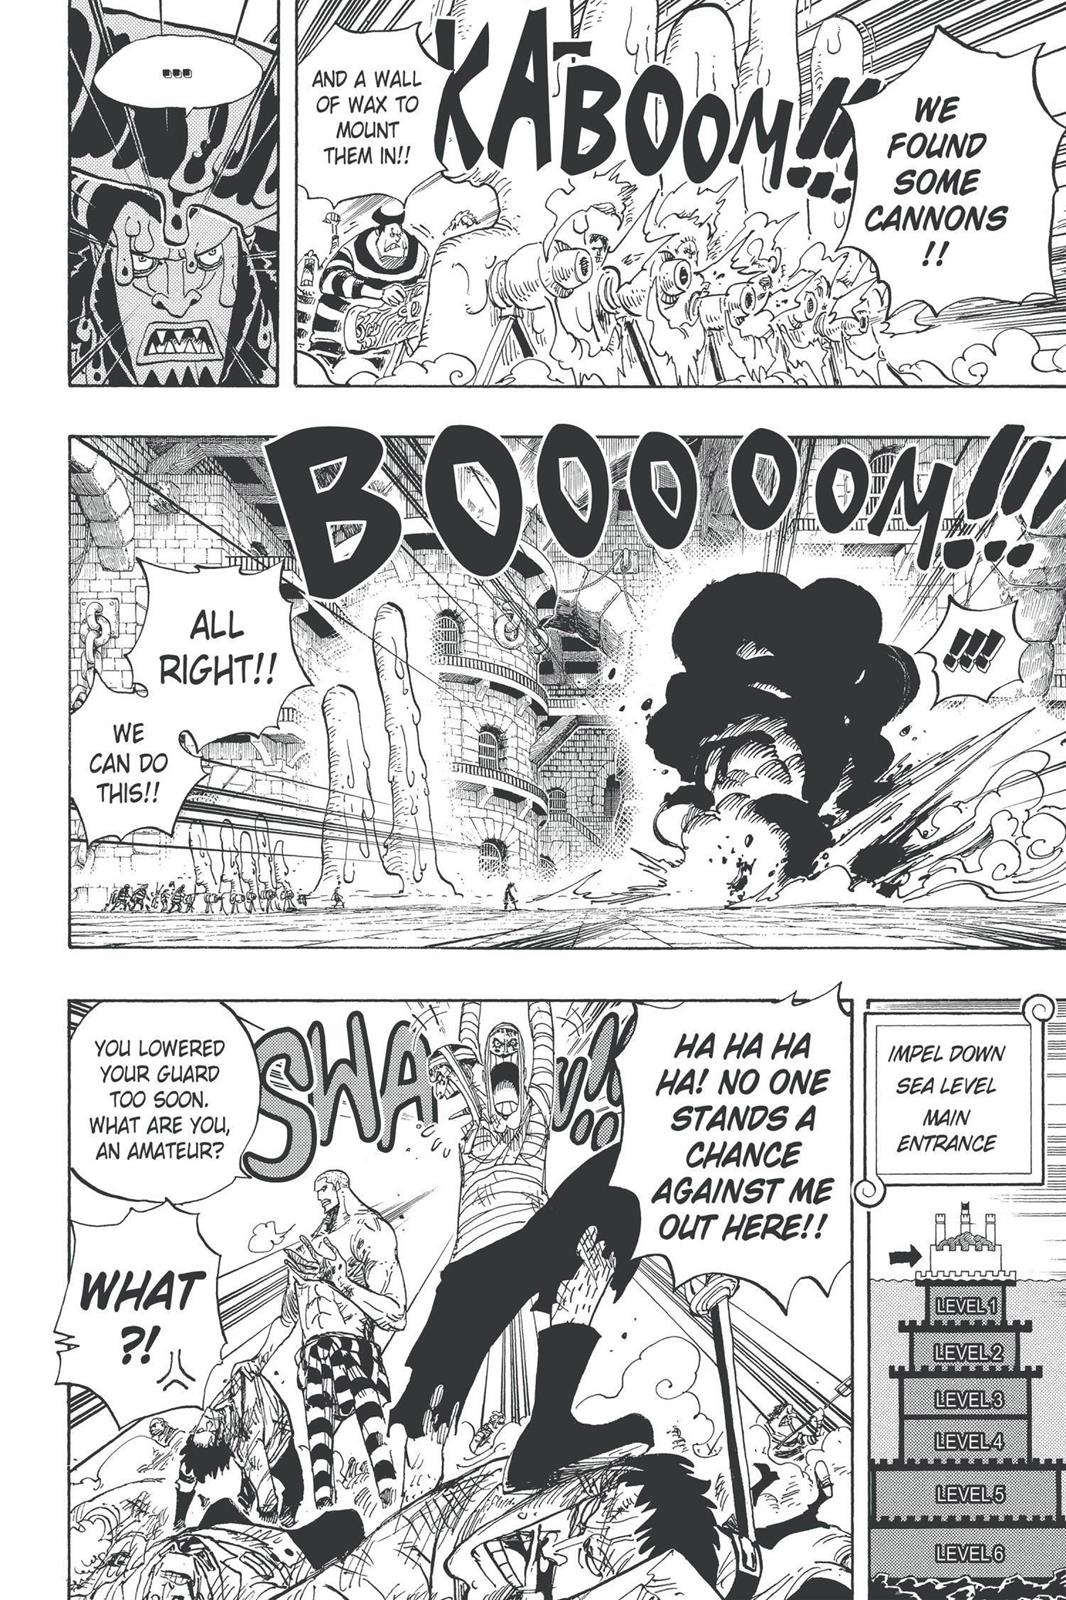 WE
FOUND
SOME
CANNONS
!!
KABOOM!!
AND A WALL
OF WAX TO
MOUNT
THEM IN!!
...
BOOOOOM!!!
!!!
ALL
RIGHT!!
WE
CAN DO
THIS!!
IMPEL DOWN
SEA LEVEL
MAIN
ENTRANCE
LEVEL 1
LEVEL 2
LEVEL 3
LEVEL 4
LEVEL 5
LEVEL 6
HA HA HA
HA! NO ONE
STANDS A
CHANCE
AGAINST ME
OUT HERE!!
YOU LOWERED
YOUR GUARD
TOO SOON.
WHAT ARE YOU,
AN AMATEUR?
WHAT
?!